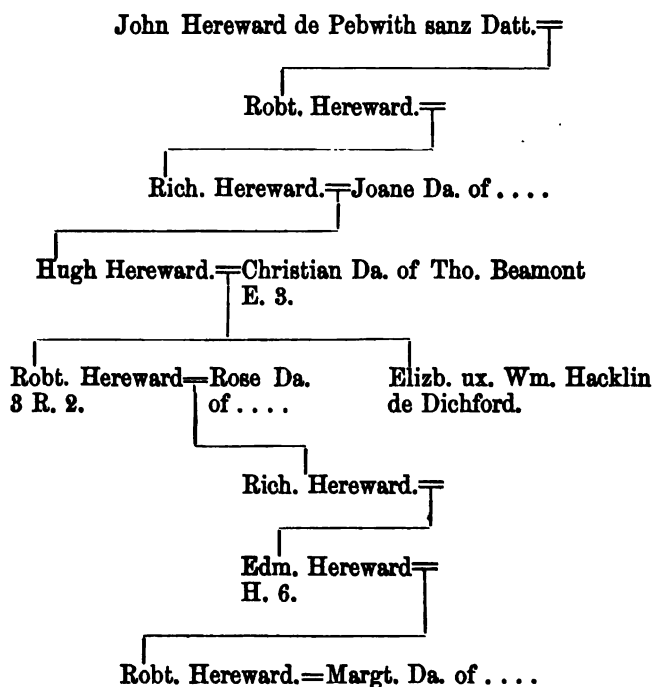 John Hereward de Pebwith sanz Datt.=
Robt. Hereward.=
Rich. Hereward.=Joane Da. of . . . .
Hugh Hereward.=Christian Da. of Tho. Beamont
E. 3.
Robt. Hereward=Rose Da. Elizb. ux. Wm. Hacklin
3 R. 2. of . . . . de Dichford.
Rich. Hereward.=
Edm. Hereward=
H. 6.
Robt. Hereward.=Margt. Da. of . . . .